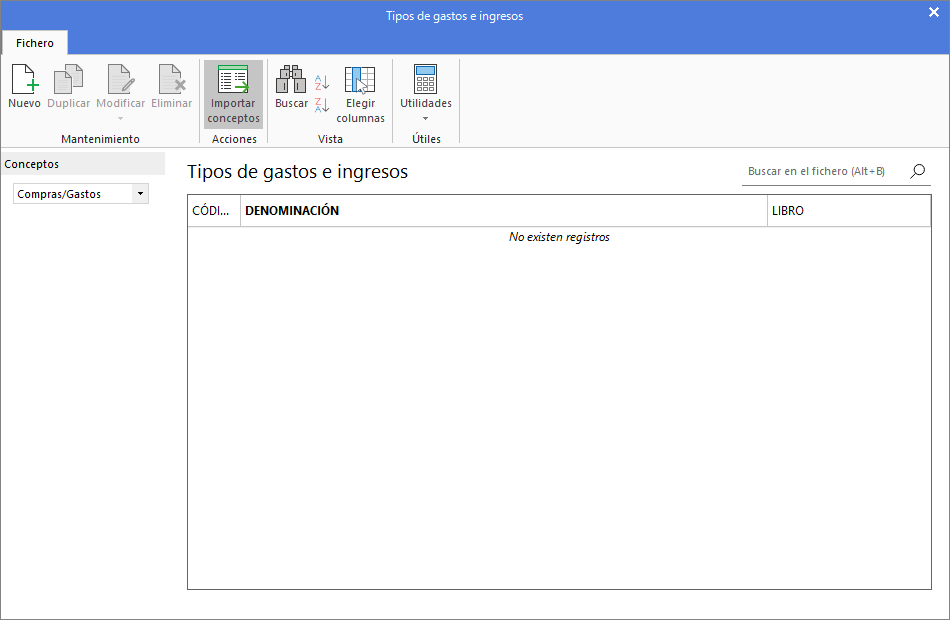 Tipos de gastos e ingresos
Fichero
Nuevo Duplicar Modificar Eliminar
Importar conceptos
Buscar
A Z
Z A
Elegir columnas
Utilidades
Mantenimiento Acciones Vista Útiles
Conceptos
Compras/Gastos
Tipos de gastos e ingresos
Buscar en el fichero (Alt+B)
CÓDI... DENOMINACIÓN LIBRO
No existen registros